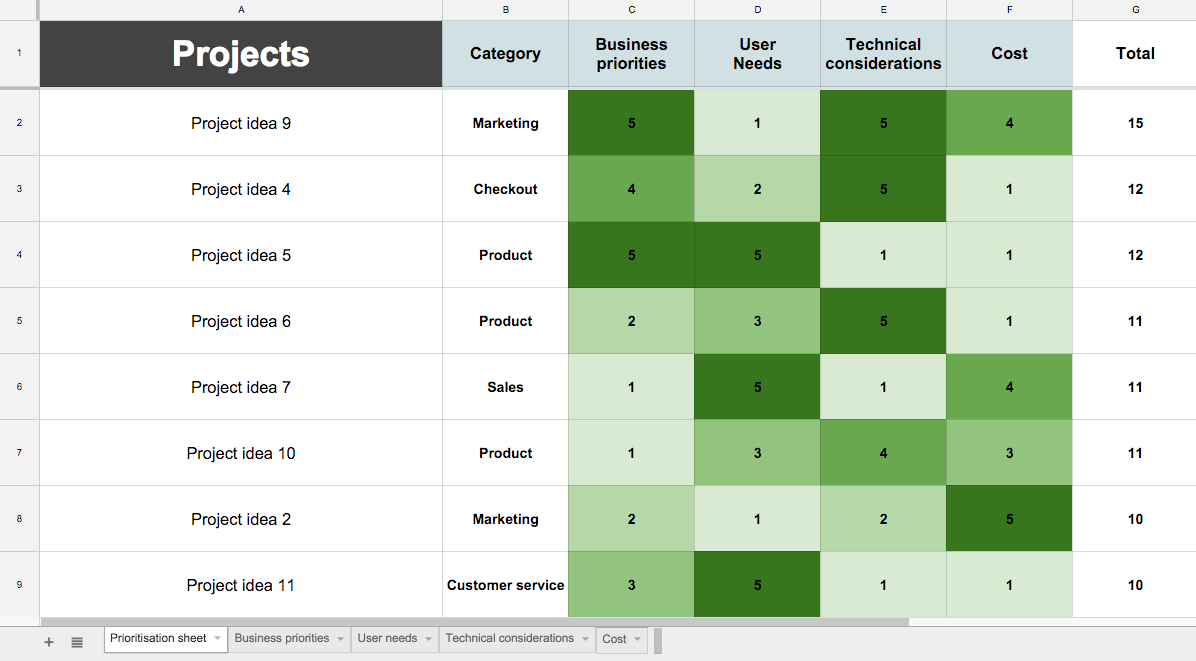 A B C D E F G
1 Projects Category Business priorities User Needs Technical considerations Cost Total
2 Project idea 9 Marketing 5 1 5 4 15
3 Project idea 4 Checkout 4 2 5 1 12
4 Project idea 5 Product 5 5 1 1 12
5 Project idea 6 Product 2 3 5 1 11
6 Project idea 7 Sales 1 5 1 4 11
7 Project idea 10 Product 1 3 4 3 11
8 Project idea 2 Marketing 2 1 2 5 10
9 Project idea 11 Customer service 3 5 1 1 10
Prioritisation sheet Business priorities User needs Technical considerations Cost